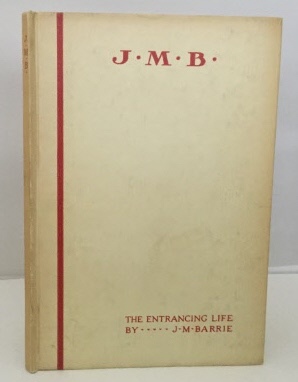 J·M·B·
THE ENTRANCING LIFE
BY ····· J·M·BARRIE
J M B